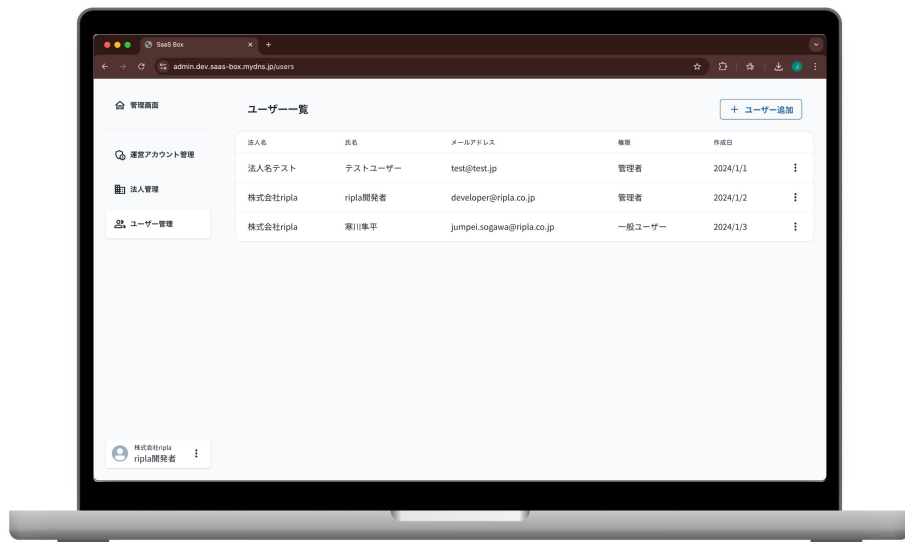 SaaS Box
admin.dev.saas-box.mydns.jp/users
管理画面
運営アカウント管理
法人管理
ユーザー管理
株式会社ripla
ripla開発者
ユーザー一覧
＋ ユーザー追加
法人名 氏名 メールアドレス 権限 作成日
法人名テスト テストユーザー test@test.jp 管理者 2024/1/1
株式会社ripla ripla開発者 developer@ripla.co.jp 管理者 2024/1/2
株式会社ripla 寒川隼平 jumpei.sogawa@ripla.co.jp 一般ユーザー 2024/1/3